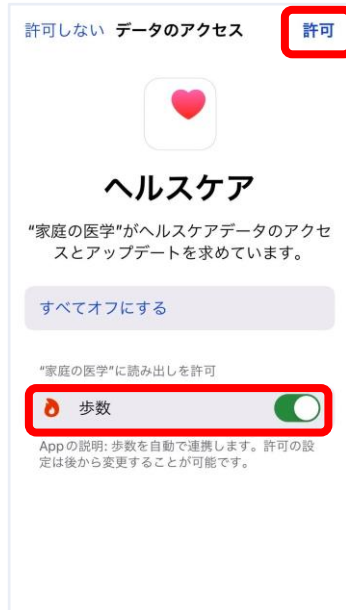 許可しない データのアクセス 許可
ヘルスケア
“家庭の医学”がヘルスケアデータのアクセ
スとアップデートを求めています。
すべてオフにする
“家庭の医学”に読み出しを許可
歩数
Appの説明: 歩数を自動で連携します。許可の設
定は後から変更することが可能です。